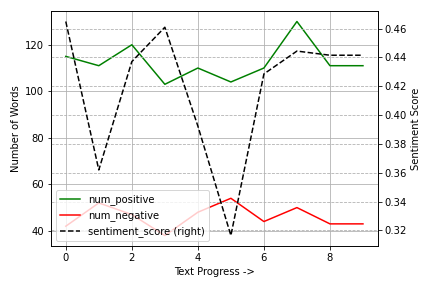 120
100
80
60
40
Number of Words
0.46
0.44
0.42
0.40
0.38
0.36
0.34
0.32
Sentiment Score
num_positive
num_negative
sentiment_score (right)
0 2 4 6 8
Text Progress ->